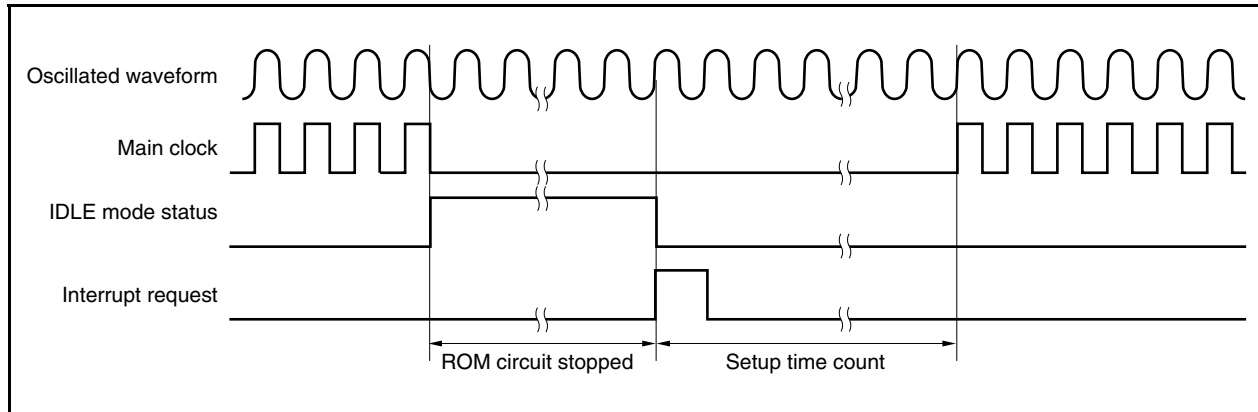 Oscillated waveform
Main clock
IDLE mode status
Interrupt request
ROM circuit stopped
Setup time count